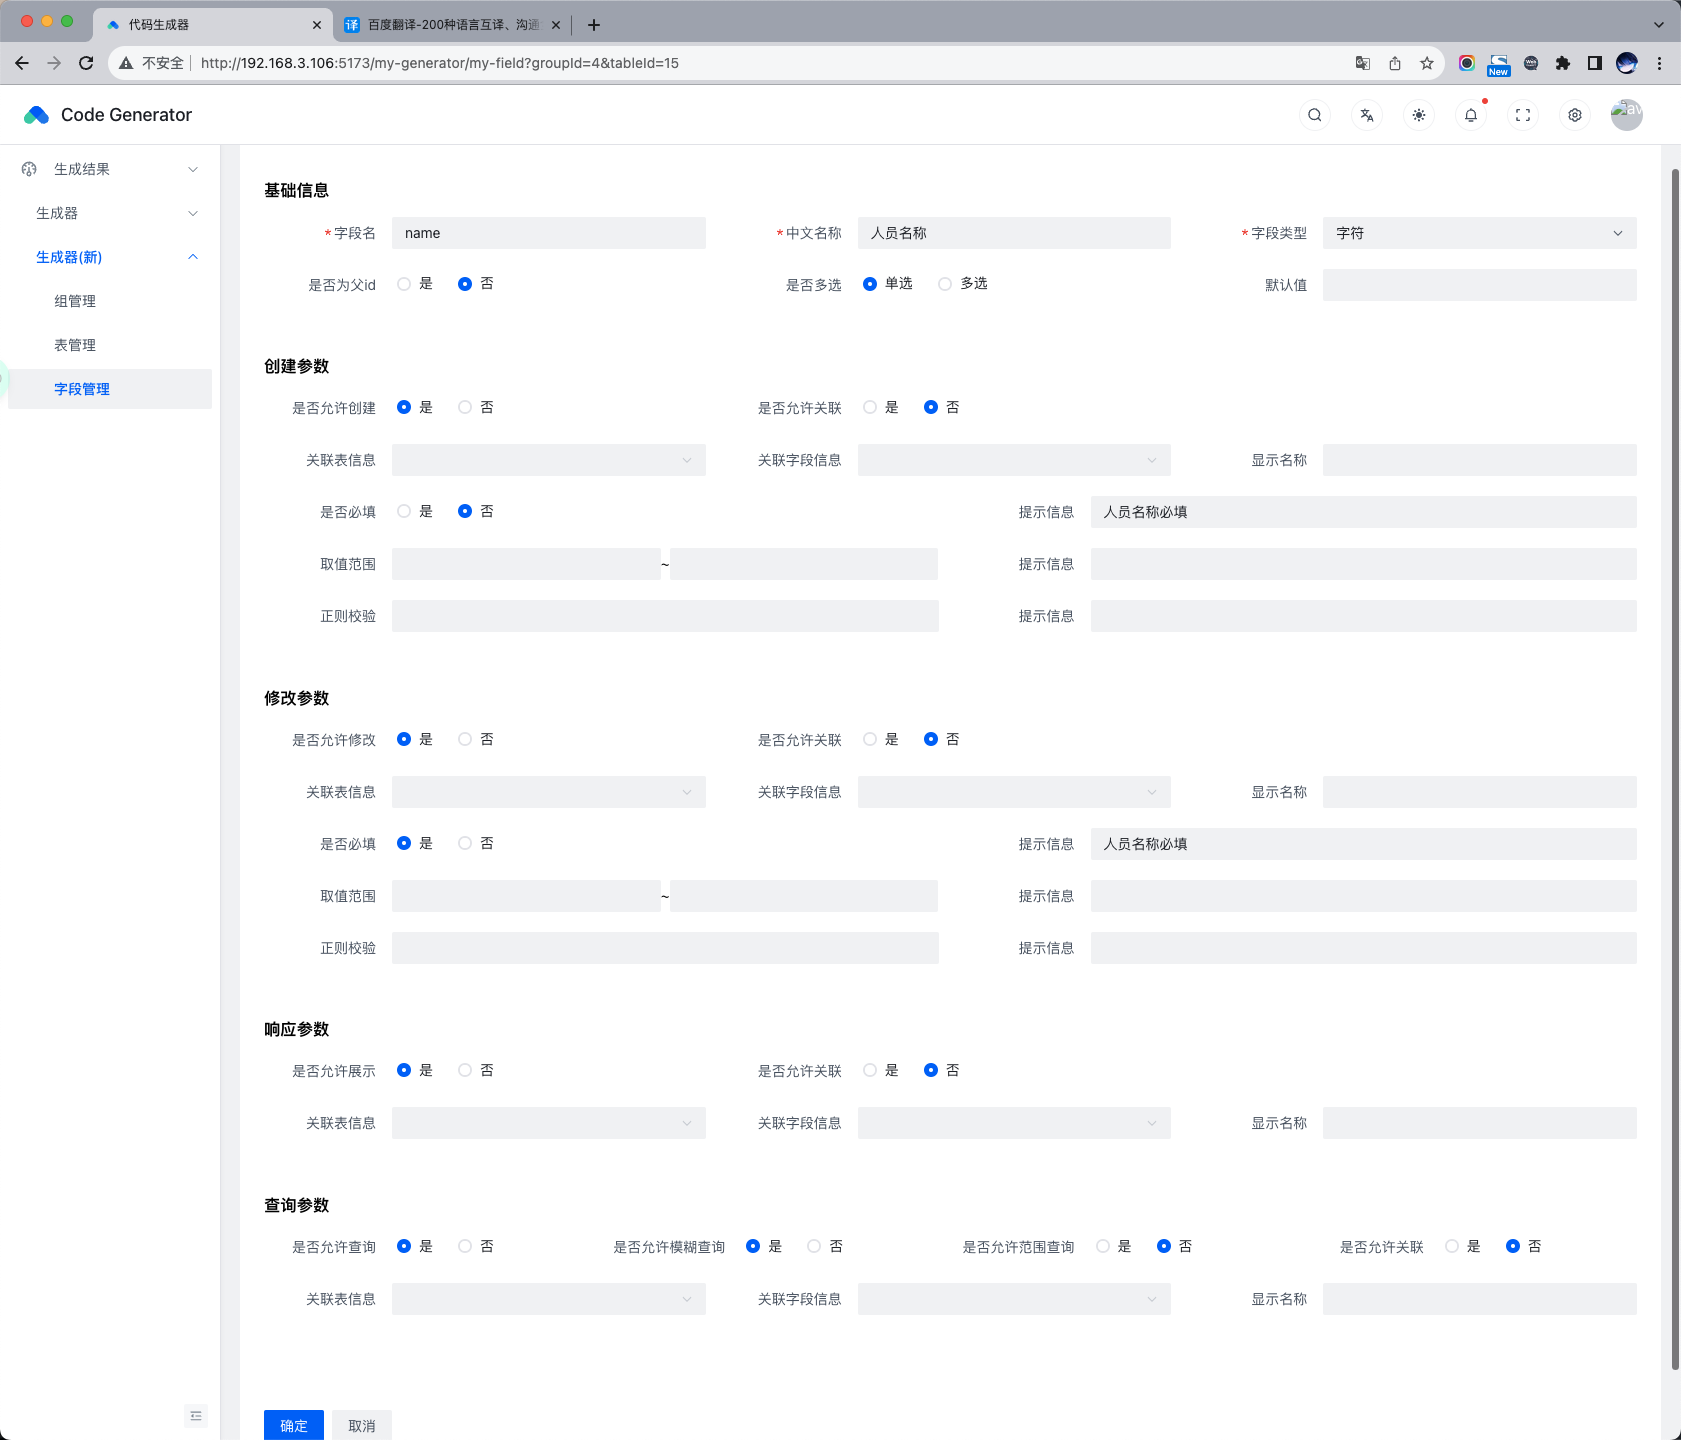 代码生成器
百度翻译-200种语言互译、沟通
不安全 http://192.168.3.106:5173/my-generator/my-field?groupId=4&tableId=15
New
Code Generator
生成结果
生成器
生成器(新)
组管理
表管理
字段管理
基础信息
*字段名 name *中文名称 人员名称 *字段类型 字符
是否为父id 是 否 是否多选 单选 多选 默认值
创建参数
是否允许创建 是 否 是否允许关联 是 否
关联表信息 关联字段信息 显示名称
是否必填 是 否 提示信息 人员名称必填
取值范围 ~ 提示信息
正则校验 提示信息
修改参数
是否允许修改 是 否 是否允许关联 是 否
关联表信息 关联字段信息 显示名称
是否必填 是 否 提示信息 人员名称必填
取值范围 ~ 提示信息
正则校验 提示信息
响应参数
是否允许展示 是 否 是否允许关联 是 否
关联表信息 关联字段信息 显示名称
查询参数
是否允许查询 是 否 是否允许模糊查询 是 否 是否允许范围查询 是 否 是否允许关联 是 否
关联表信息 关联字段信息 显示名称
确定 取消